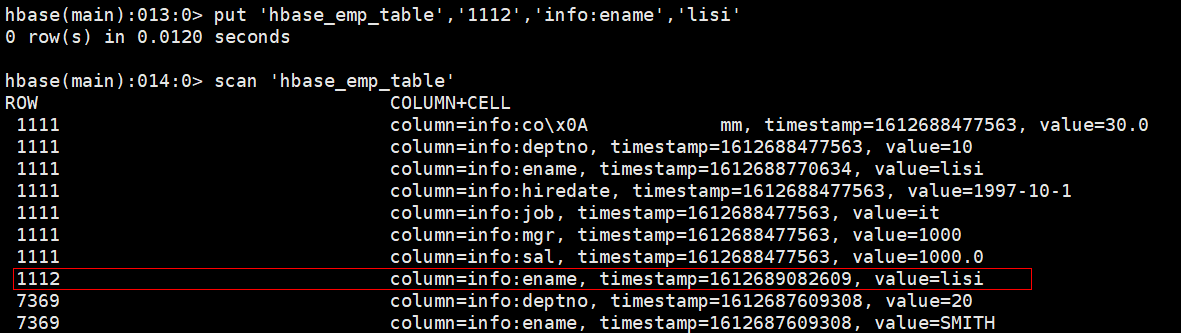 hbase(main):013:0> put 'hbase_emp_table','1112','info:ename','lisi'
0 row(s) in 0.0120 seconds
hbase(main):014:0> scan 'hbase_emp_table'
ROW COLUMN+CELL
1111 column=info:co\x0A mm, timestamp=1612688477563, value=30.0
1111 column=info:deptno, timestamp=1612688477563, value=10
1111 column=info:ename, timestamp=1612688770634, value=lisi
1111 column=info:hiredate, timestamp=1612688477563, value=1997-10-1
1111 column=info:job, timestamp=1612688477563, value=it
1111 column=info:mgr, timestamp=1612688477563, value=1000
1111 column=info:sal, timestamp=1612688477563, value=1000.0
1112 column=info:ename, timestamp=1612689082609, value=lisi
7369 column=info:deptno, timestamp=1612687609308, value=20
7369 column=info:ename, timestamp=1612687609308, value=SMITH